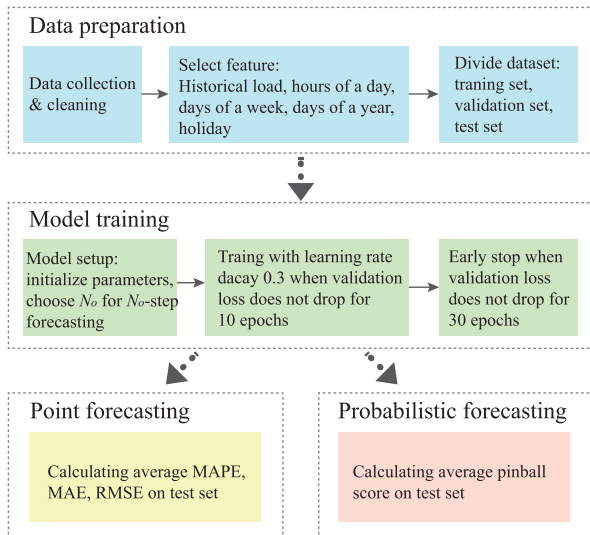 Data preparation
Data collection
& cleaning
Select feature:
Historical load, hours of a day,
days of a week, days of a year,
holiday
Divide dataset:
traning set,
validation set,
test set
Model training
Model setup:
initialize parameters,
choose No for No-step
forecasting
Traing with learning rate
dacay 0.3 when validation
loss does not drop for
10 epochs
Early stop when
validation loss
does not drop for
30 epochs
Point forecasting
Calculating average MAPE,
MAE, RMSE on test set
Probabilistic forecasting
Calculating average pinball
score on test set